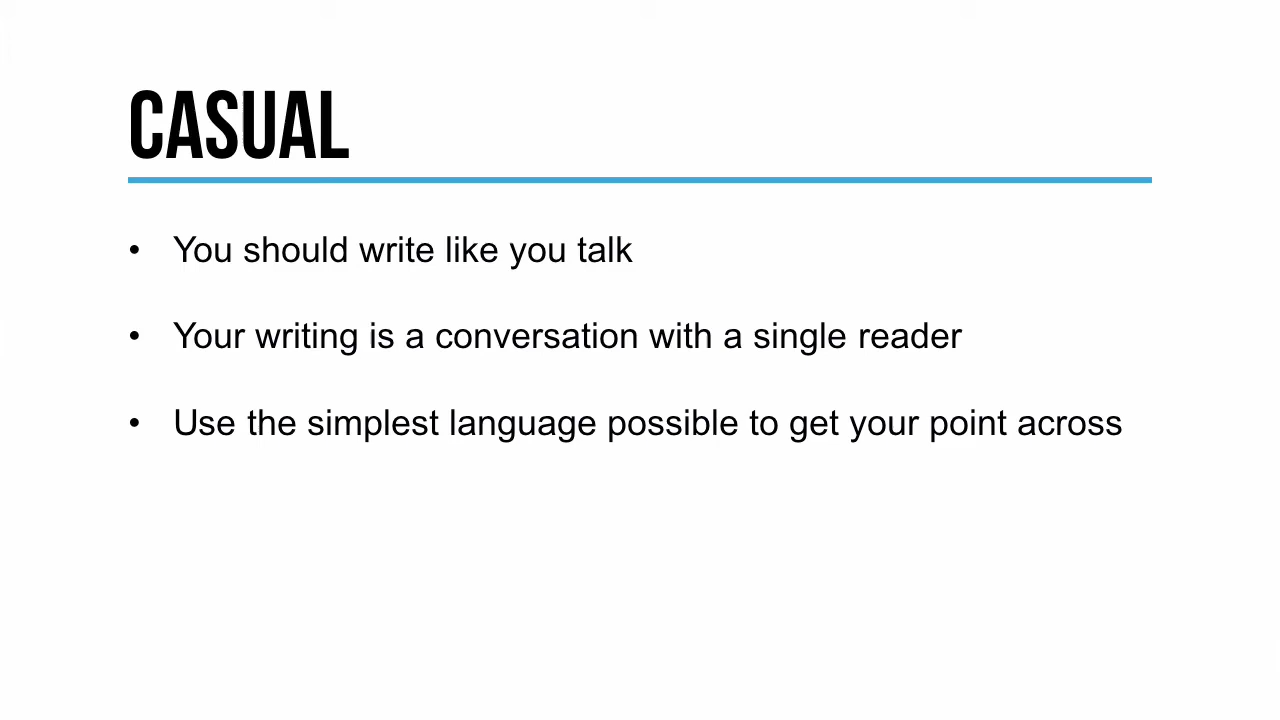 CASUAL
• You should write like you talk
• Your writing is a conversation with a single reader
• Use the simplest language possible to get your point across